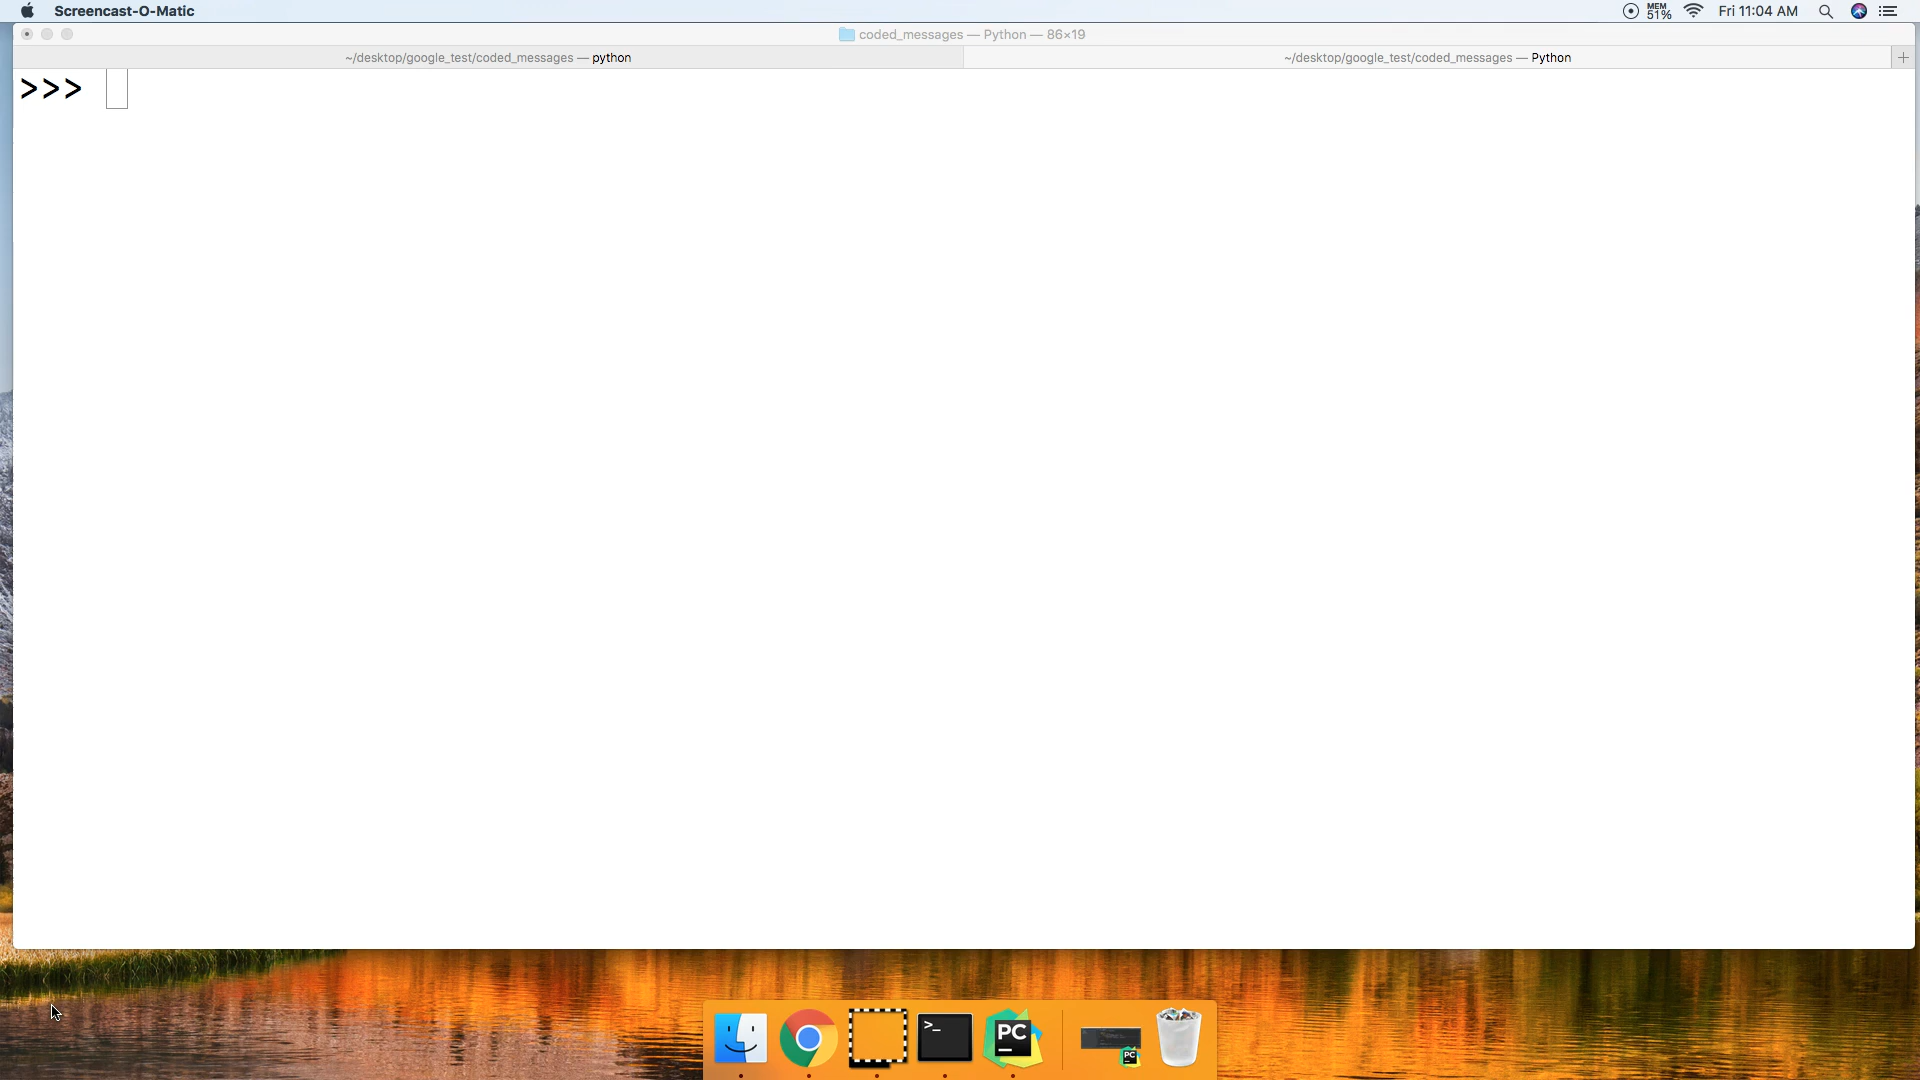 Screencast-O-Matic
MEM
51%
Fri 11:04 AM
coded_messages — Python — 86×19
~/desktop/google_test/coded_messages — python
~/desktop/google_test/coded_messages — Python
+
>>>
>_
PC
PC